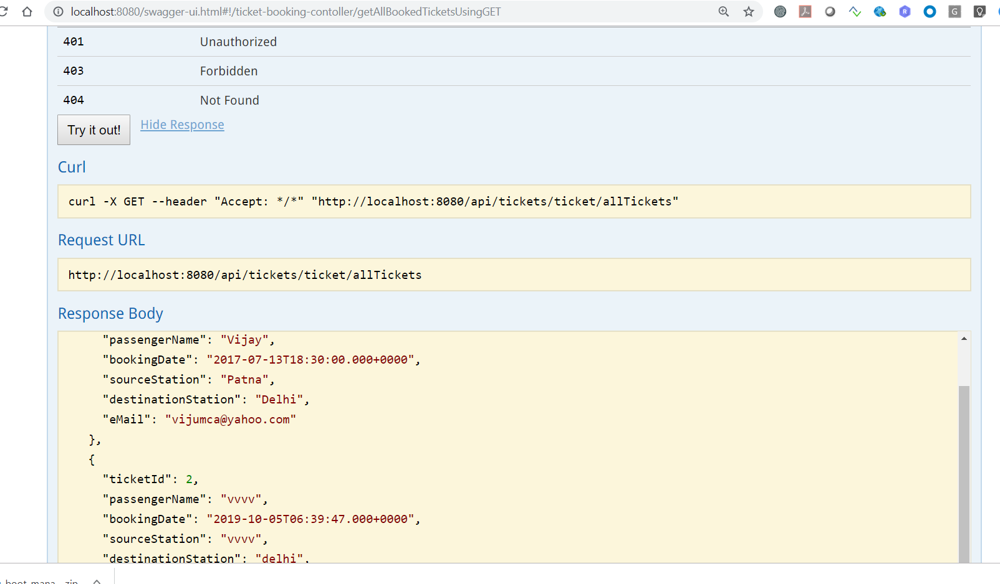 localhost:8080/swagger-ui.html#!/ticket-booking-contoller/getAllBookedTicketsUsingGET
R
G
401 Unauthorized
403 Forbidden
404 Not Found
Try it out! Hide Response
Curl
curl -X GET --header "Accept: */*" "http://localhost:8080/api/tickets/ticket/allTickets"
Request URL
http://localhost:8080/api/tickets/ticket/allTickets
Response Body
"passengerName": "Vijay",
"bookingDate": "2017-07-13T18:30:00.000+0000",
"sourceStation": "Patna",
"destinationStation": "Delhi",
"eMail": "vijumca@yahoo.com"
},
{
"ticketId": 2,
"passengerName": "vvvv",
"bookingDate": "2019-10-05T06:39:47.000+0000",
"sourceStation": "vvvv",
"destinationStation": "delhi",